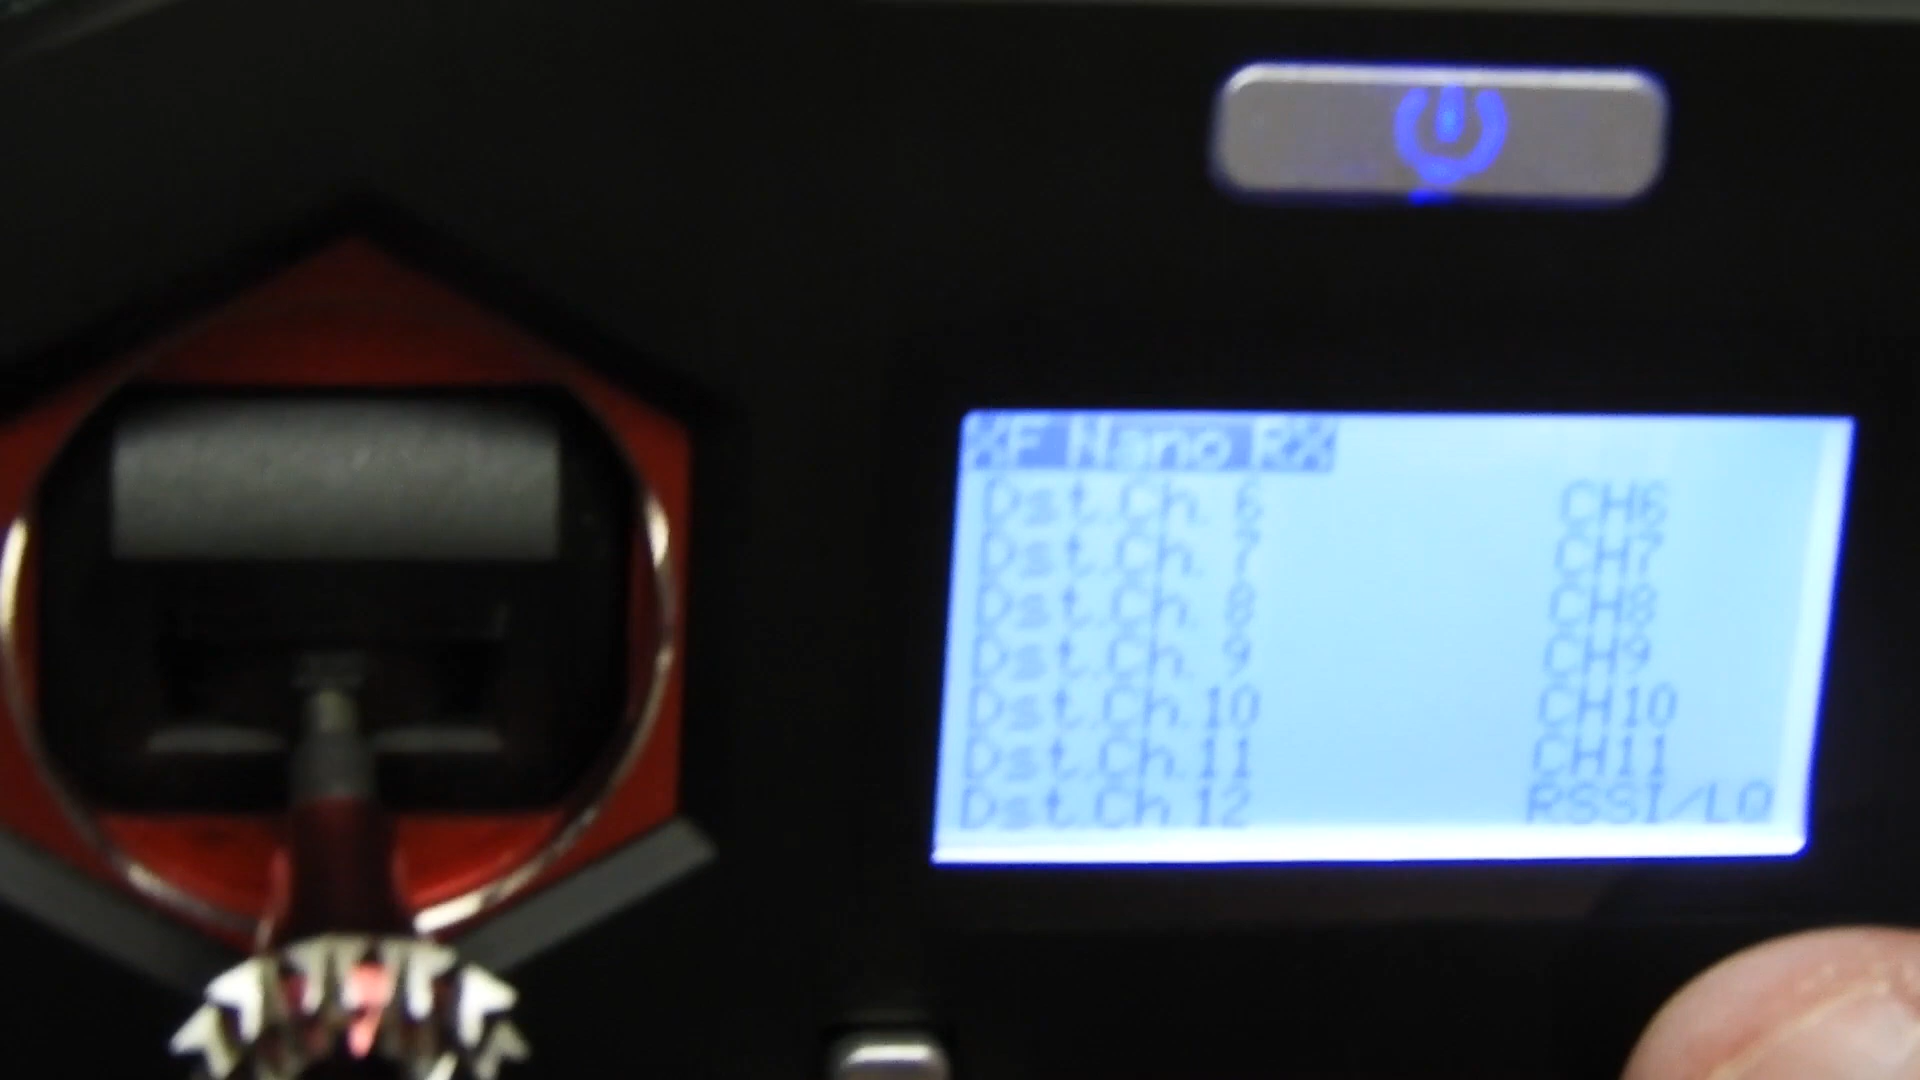 XF Nano RX
Dst.Ch. 6 CH6
Dst.Ch. 7 CH7
Dst.Ch. 8 CH8
Dst.Ch. 9 CH9
Dst.Ch.10 CH10
Dst.Ch.11 CH11
Dst.Ch.12 RSSI/LQ